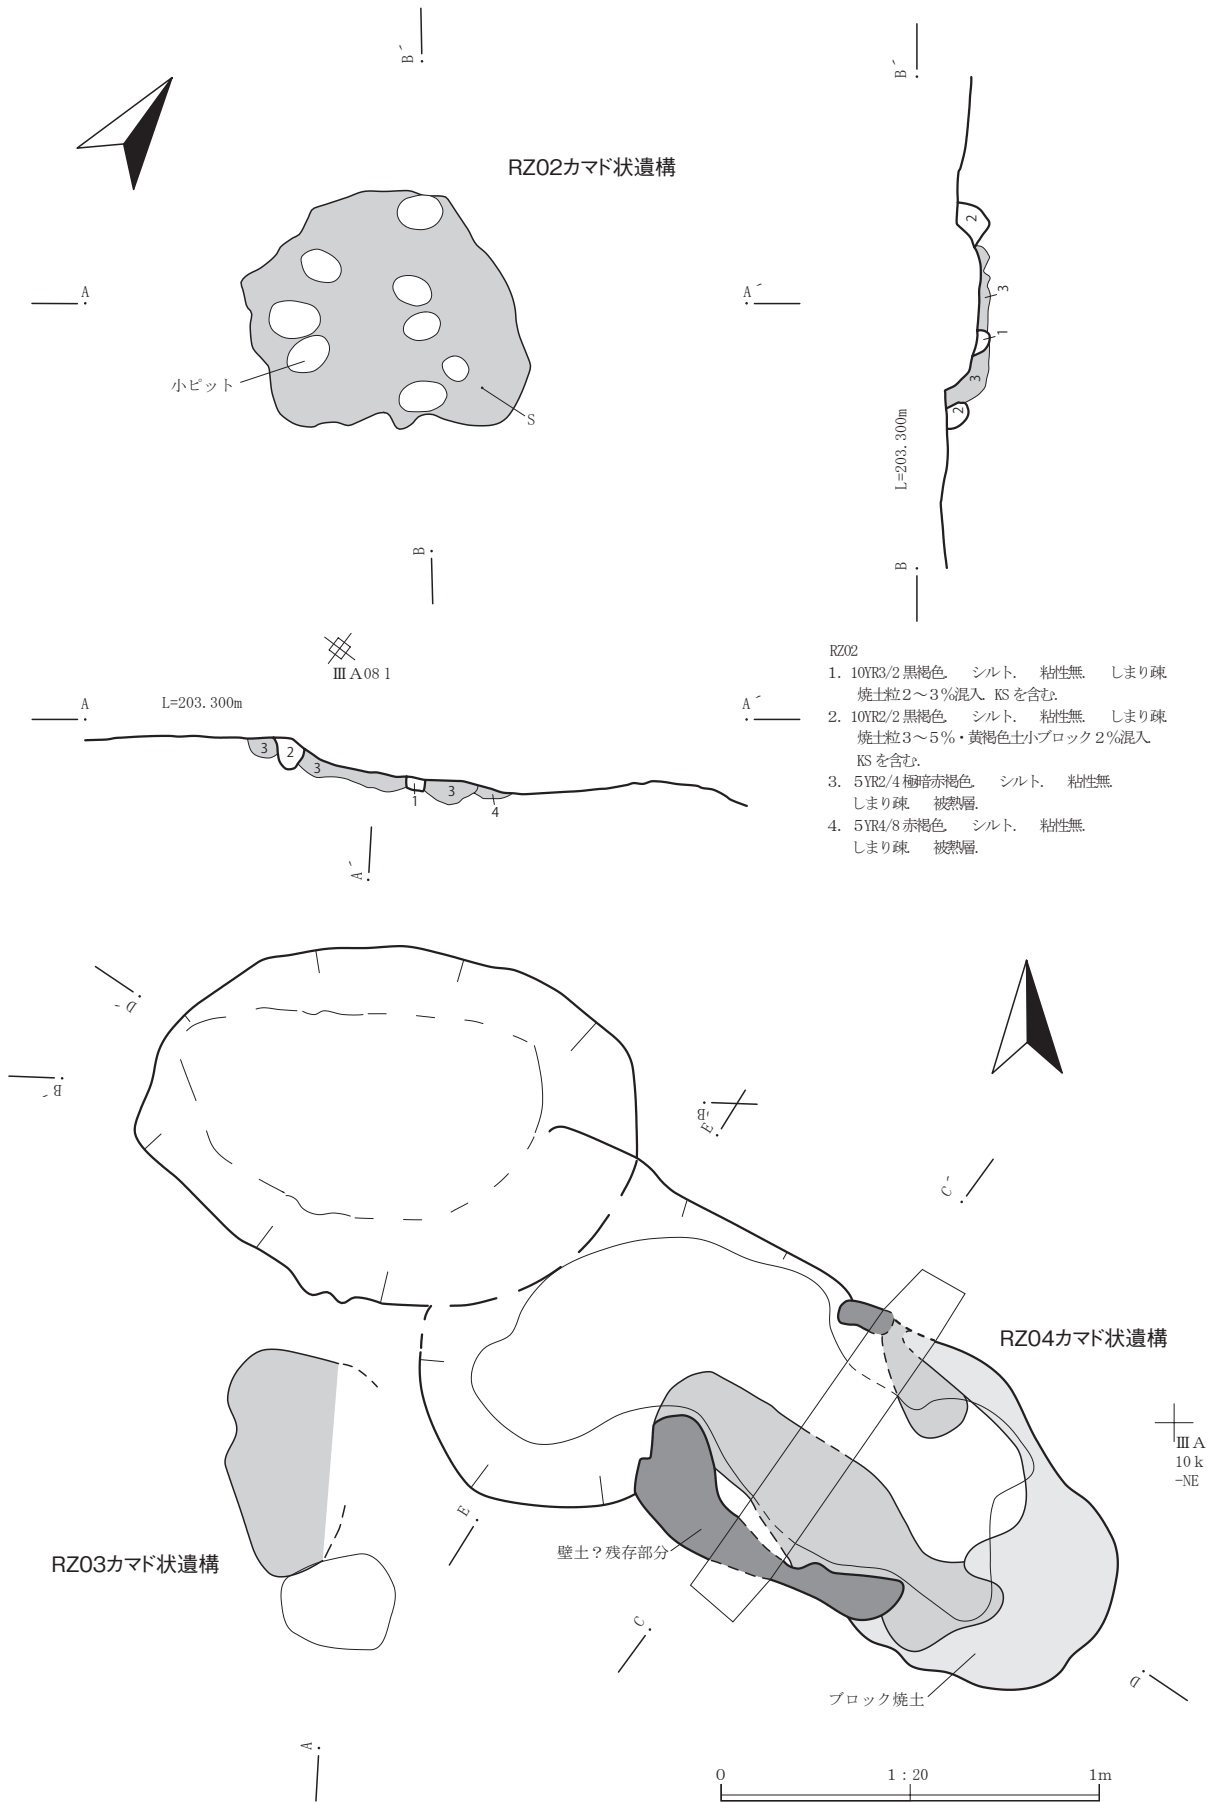 B´
B´
RZ02カマド状遺構
A
A´
2
3
1
3
2
小ピット
S
L=203.300m
B
B
ⅢA08 l
RZ02
1. 10YR3/2 黒褐色. シルト. 粘性無. しまり疎.
焼土粒2～3％混入. KSを含む.
2. 10YR2/2 黒褐色. シルト. 粘性無. しまり疎.
焼土粒3～5％・黄褐色土小ブロック2％混入.
KSを含む.
3. 5YR2/4 極暗赤褐色. シルト. 粘性無.
しまり疎. 被熱層.
4. 5YR4/8 赤褐色. シルト. 粘性無.
しまり疎. 被熱層.
A
L=203.300m
A´
3
2
3
1
3
4
A´
D´
B´
B
E´
C´
RZ04カマド状遺構
ⅢA
10 k
-NE
E
壁土？残存部分
RZ03カマド状遺構
C
D
ブロック焼土
A
0
1：20
1m